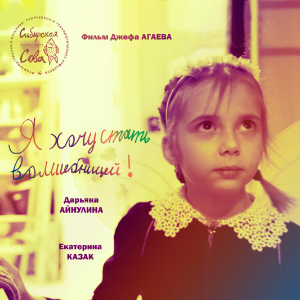 Сибирская
Сова
Фильм Джефа АГАЕВА
Я хочу стать
волшебницей!
Дарьяна
АЙНУЛИНА
Екатерина
КАЗАК